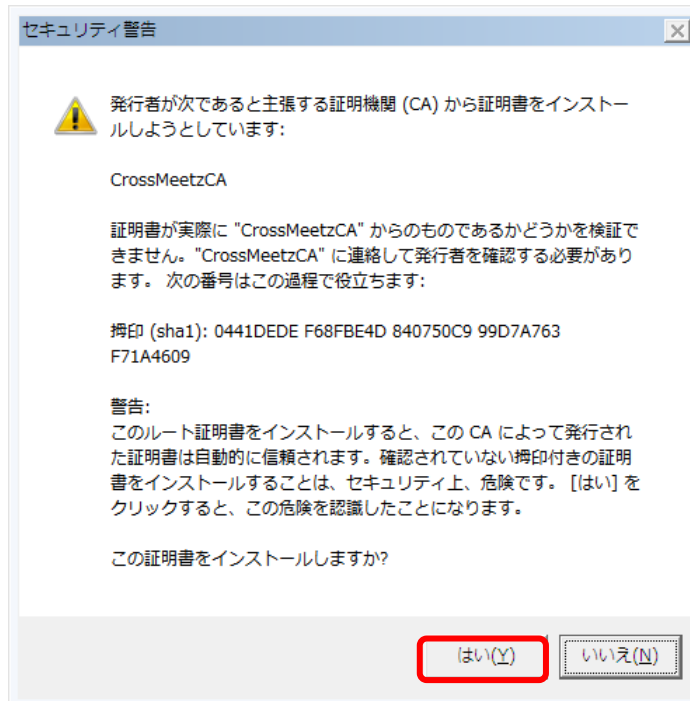 セキュリティ警告
発行者が次であると主張する証明機関 (CA) から証明書をインストー
ルしようとしています:
CrossMeetzCA
証明書が実際に "CrossMeetzCA" からのものであるかどうかを検証で
きません。"CrossMeetzCA" に連絡して発行者を確認する必要があり
ます。 次の番号はこの過程で役立ちます:
拇印 (sha1): 0441DEDE F68FBE4D 840750C9 99D7A763
F71A4609
警告:
このルート証明書をインストールすると、この CA によって発行され
た証明書は自動的に信頼されます。確認されていない拇印付きの証明
書をインストールすることは、セキュリティ上、危険です。 [はい] を
クリックすると、この危険を認識したことになります。
この証明書をインストールしますか?
はい(Y) いいえ(N)